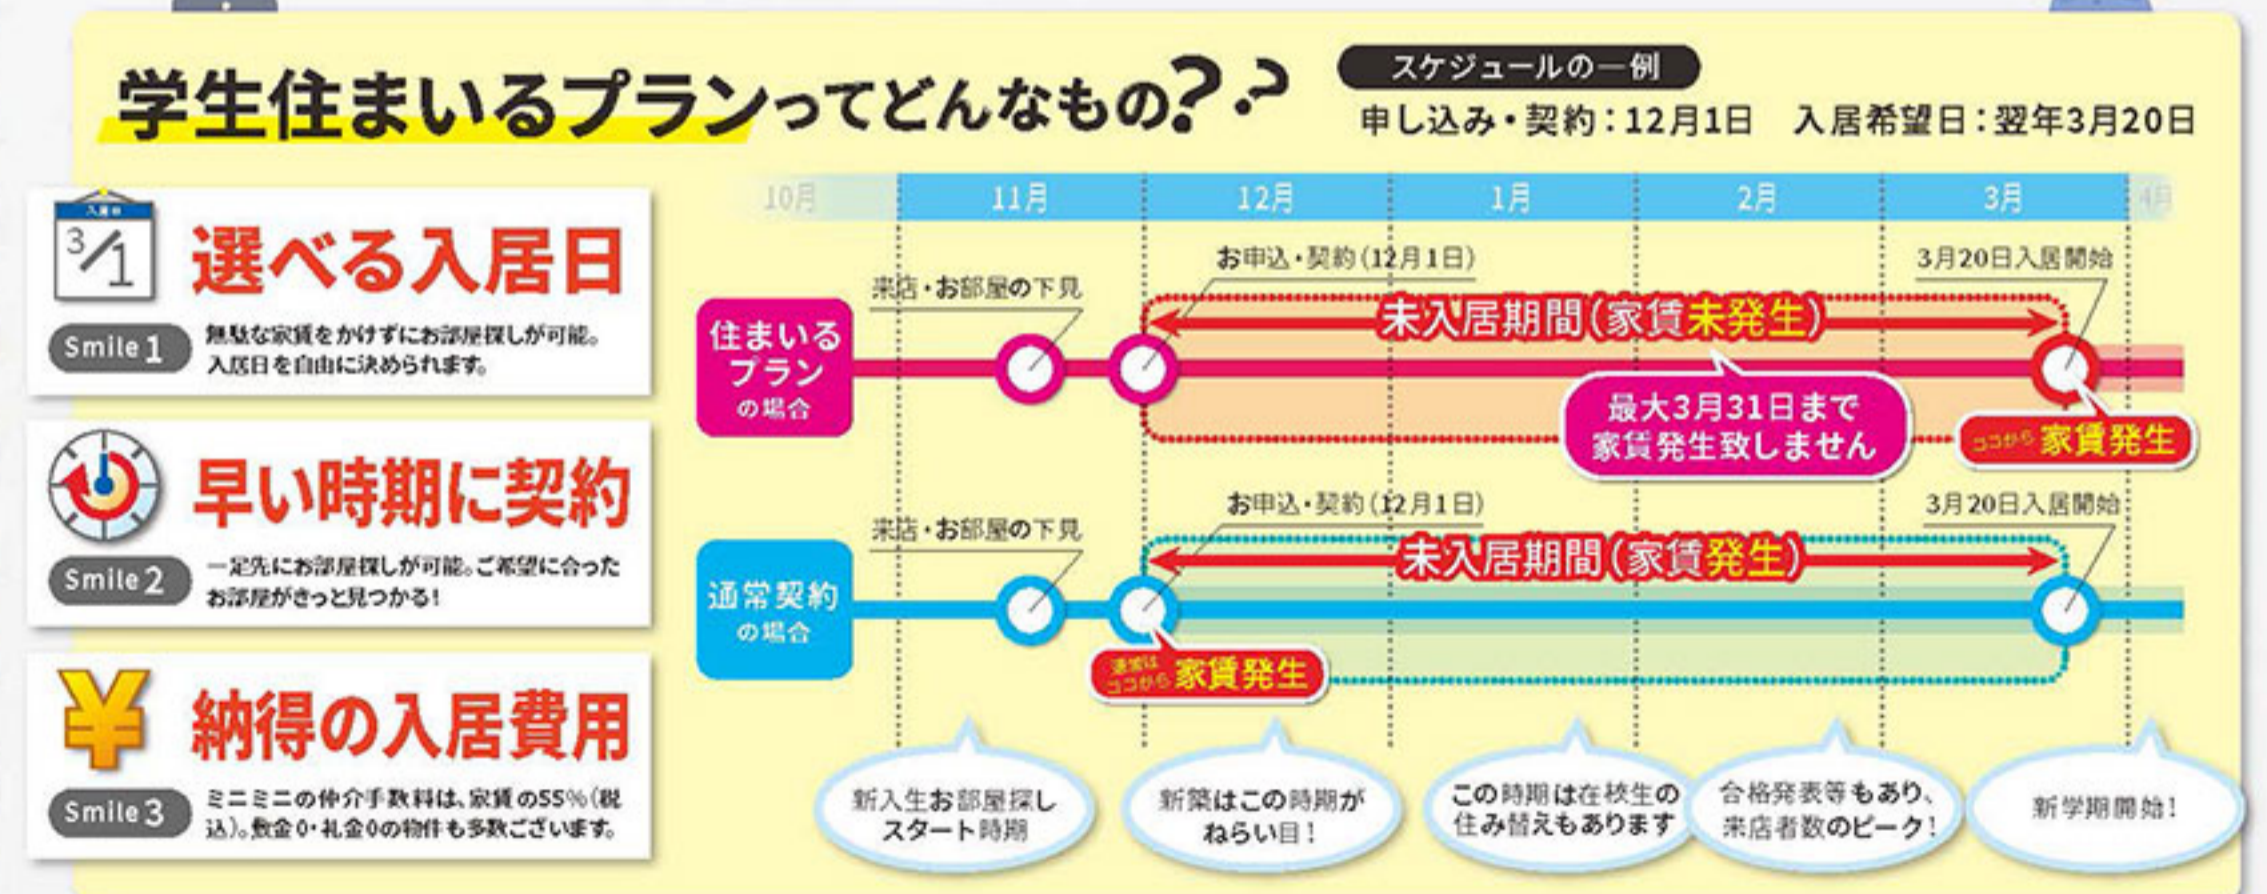 学生住まいるプランってどんなもの??
スケジュールの一例
申し込み・契約：12月1日　入居希望日：翌年3月20日
入居日
3/1
選べる入居日
Smile 1
無駄な家賃をかけずにお部屋探しが可能。
入居日を自由に決められます。
早い時期に契約
Smile 2
一足先にお部屋探しが可能。ご希望に合った
お部屋がきっと見つかる！
納得の入居費用
Smile 3
ミニミニの仲介手数料は、家賃の55％（税
込）。敷金0・礼金0の物件も多数ございます。
10月 11月 12月 1月 2月 3月 4月
住まいる
プラン
の場合
来店・お部屋の下見
お申込・契約（12月1日）
3月20日入居開始
未入居期間（家賃未発生）
最大3月31日まで
家賃発生致しません
ココから 家賃発生
通常契約
の場合
来店・お部屋の下見
お申込・契約（12月1日）
3月20日入居開始
未入居期間（家賃発生）
通常は
ココから 家賃発生
新入生お部屋探し
スタート時期
新築はこの時期が
ねらい目！
この時期は在校生の
住み替えもあります
合格発表等もあり、
来店者数のピーク！
新学期開始！